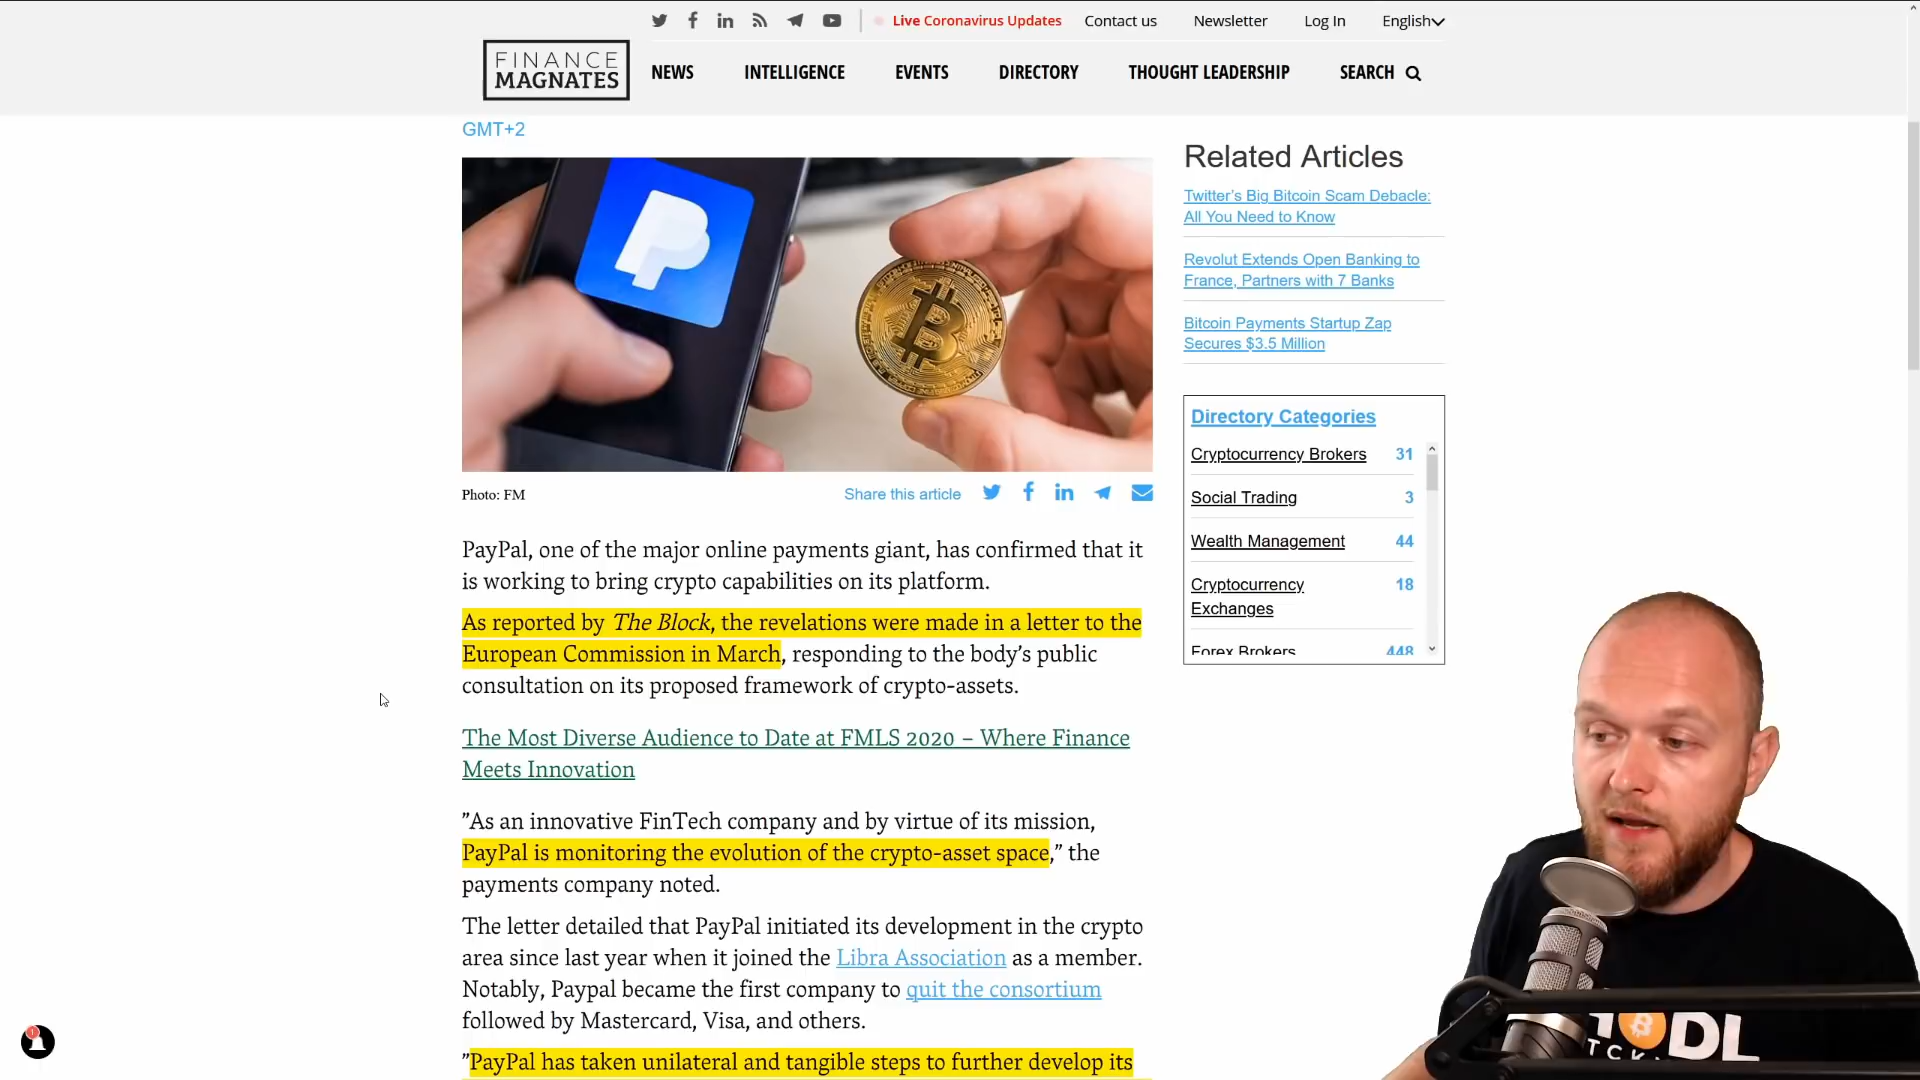 Live Coronavirus Updates
Contact us
Newsletter
Log In
English
FINANCE
MAGNATES
NEWS
INTELLIGENCE
EVENTS
DIRECTORY
THOUGHT LEADERSHIP
SEARCH
GMT+2
Photo: FM
Share this article
PayPal, one of the major online payments giant, has confirmed that it
is working to bring crypto capabilities on its platform.
As reported by The Block, the revelations were made in a letter to the
European Commission in March, responding to the body’s public
consultation on its proposed framework of crypto-assets.
The Most Diverse Audience to Date at FMLS 2020 – Where Finance
Meets Innovation
”As an innovative FinTech company and by virtue of its mission,
PayPal is monitoring the evolution of the crypto-asset space,” the
payments company noted.
The letter detailed that PayPal initiated its development in the crypto
area since last year when it joined the Libra Association as a member.
Notably, Paypal became the first company to quit the consortium
followed by Mastercard, Visa, and others.
”PayPal has taken unilateral and tangible steps to further develop its
Related Articles
Twitter’s Big Bitcoin Scam Debacle:
All You Need to Know
Revolut Extends Open Banking to
France, Partners with 7 Banks
Bitcoin Payments Startup Zap
Secures $3.5 Million
Directory Categories
Cryptocurrency Brokers 31
Social Trading 3
Wealth Management 44
Cryptocurrency 18
Exchanges
Forex Brokers 448